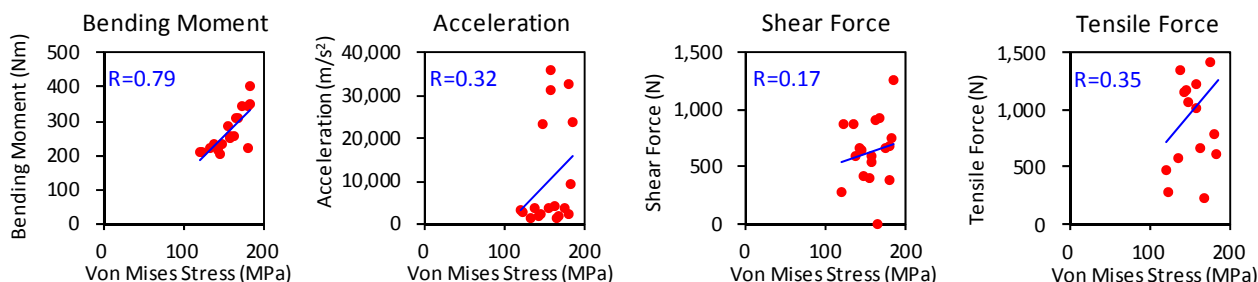 Bending Moment
Bending Moment (Nm)
500
400
300
200
100
0
R=0.79
0 100 200
Von Mises Stress (MPa)
Acceleration
Acceleration (m/s²)
40,000
30,000
20,000
10,000
0
R=0.32
0 100 200
Von Mises Stress (MPa)
Shear Force
Shear Force (N)
1,500
1,000
500
0
R=0.17
0 100 200
Von Mises Stress (MPa)
Tensile Force
Tensile Force (N)
1,500
1,000
500
0
R=0.35
0 100 200
Von Mises Stress (MPa)